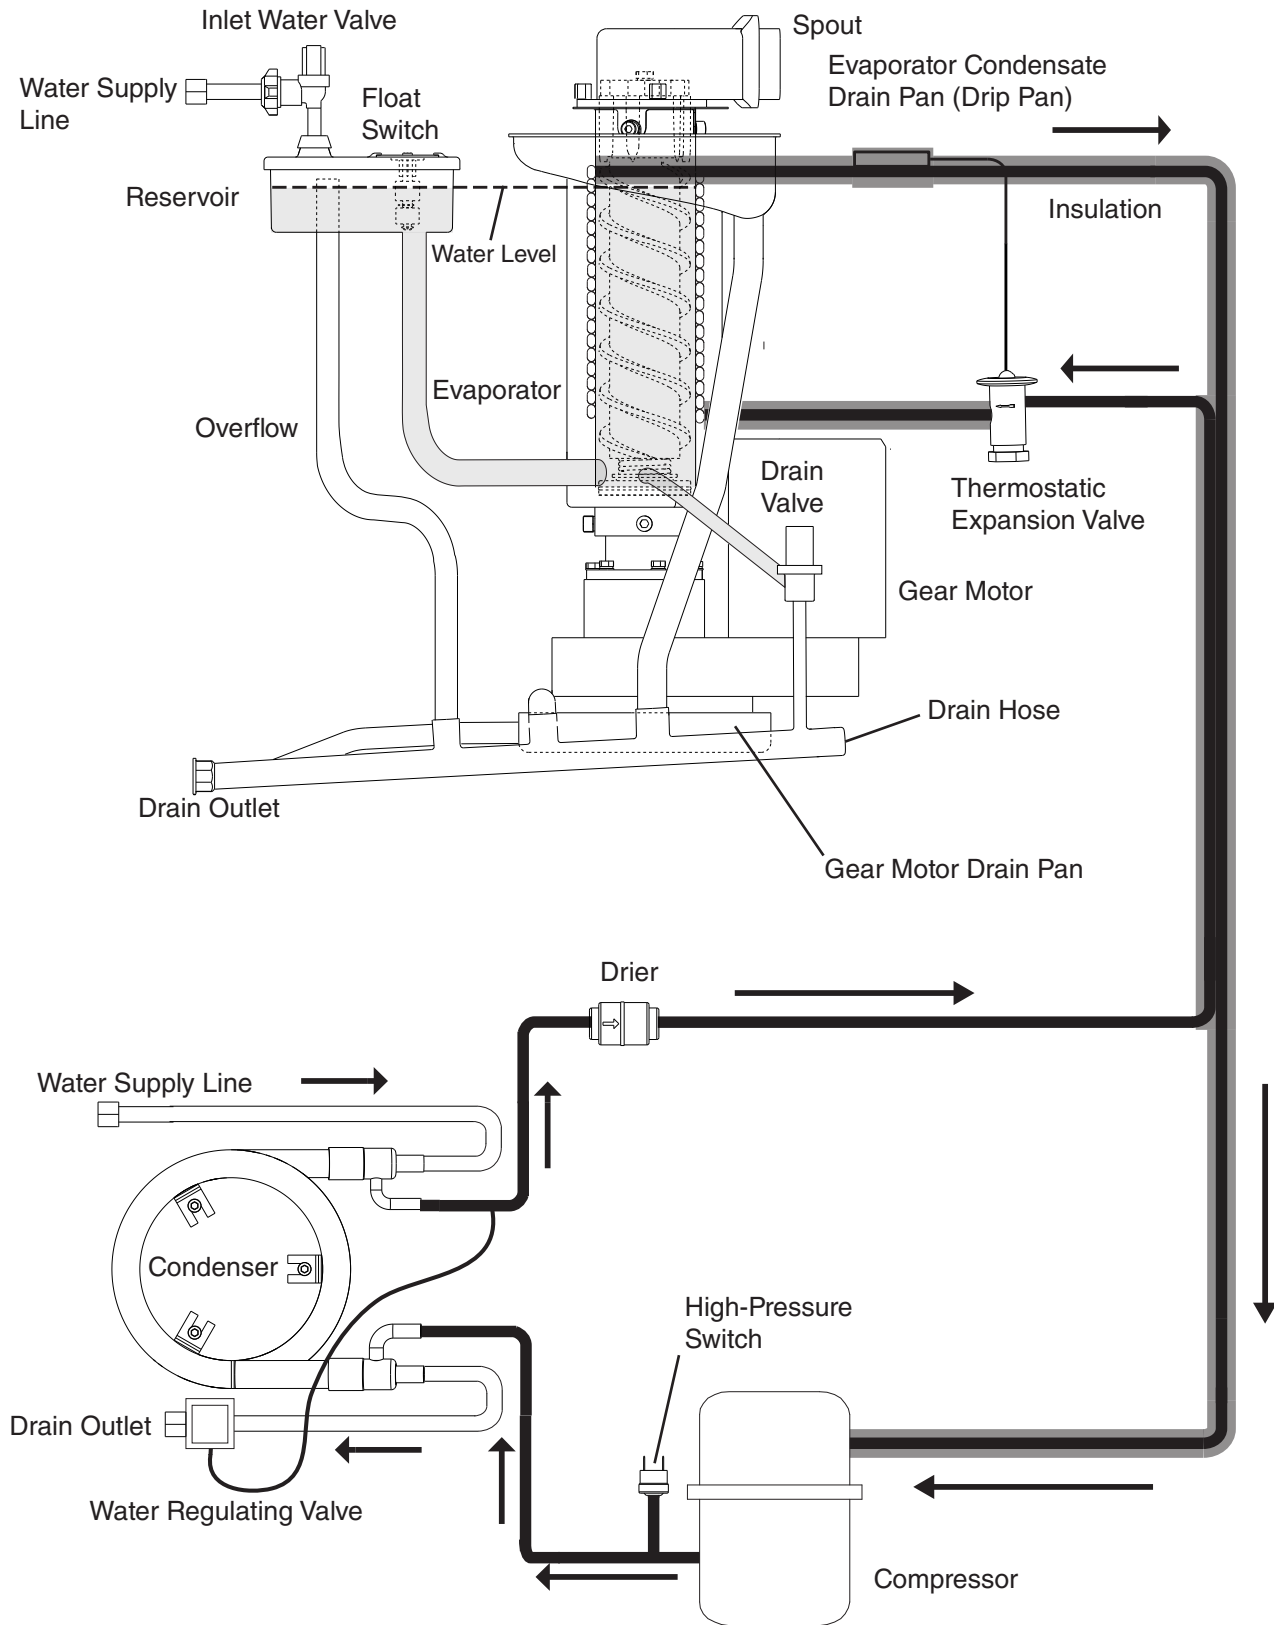 Inlet Water Valve
Spout
Water Supply
Line
Float
Switch
Evaporator Condensate
Drain Pan (Drip Pan)
Reservoir
Insulation
Water Level
Evaporator
Overflow
Drain
Valve
Thermostatic
Expansion Valve
Gear Motor
Drain Hose
Drain Outlet
Gear Motor Drain Pan
Drier
Water Supply Line
Condenser
High-Pressure
Switch
Drain Outlet
Water Regulating Valve
Compressor